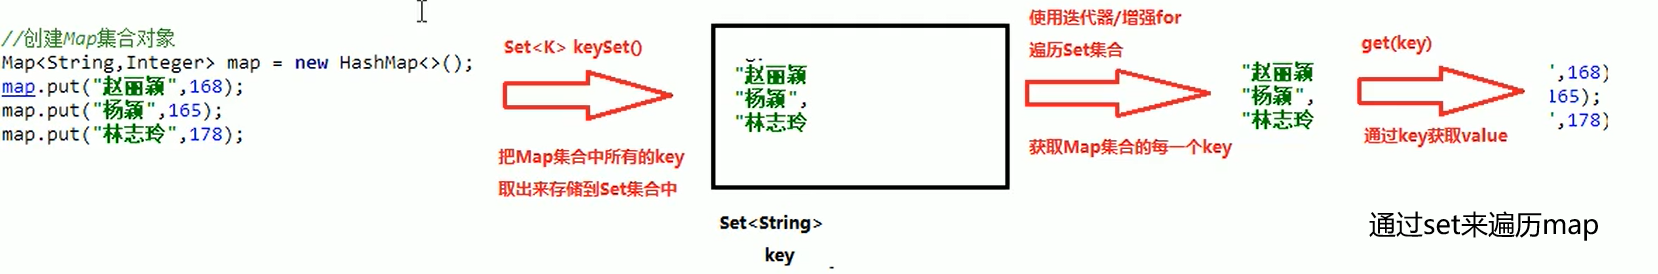 //创建Map集合对象
Map<String,Integer> map = new HashMap<>();
map.put("赵丽颖",168);
map.put("杨颖",165);
map.put("林志玲",178);
Set<K> keySet()
把Map集合中所有的key
取出来存储到Set集合中
"赵丽颖
"杨颖",
"林志玲
Set<String>
key
使用迭代器/增强for
遍历Set集合
获取Map集合的每一个key
"赵丽颖
"杨颖",
"林志玲
get(key)
通过key获取value
",168)
165);
",178)
通过set来遍历map